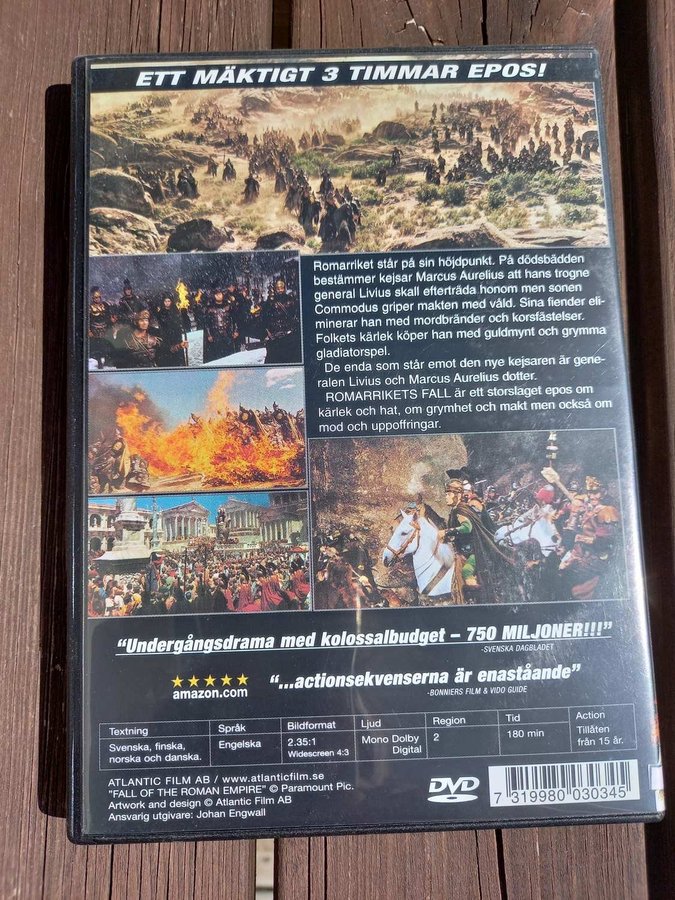 ETT MÄKTIGT 3 TIMMAR EPOS!
Romarriket står på sin höjdpunkt. På dödsbädden
bestämmer kejsar Marcus Aurelius att hans trogne
general Livius skall efterträda honom men sonen
Commodus griper makten med våld. Sina fiender eli-
minerar han med mordbränder och korsfästelser.
Folkets kärlek köper han med guldmynt och grymma
gladiatorspel.
De enda som står emot den nye kejsaren är gene-
ralen Livius och Marcus Aurelius dotter.
ROMARRIKETS FALL är ett storslaget epos om
kärlek och hat, om grymhet och makt men också om
mod och uppoffringar.
"Undergångsdrama med kolossalbudget – 750 MILJONER!!!"
-SVENSKA DAGBLADET
★★★★★
amazon.com
"...actionsekvenserna är enastående"
-BONNIERS FILM & VIDO GUIDE
Textning Språk Bildformat Ljud Region Tid Action
Svenska, finska, Engelska 2.35:1 Mono Dolby 2 180 min Tillåten
norska och danska. Widescreen 4:3 Digital från 15 år.
ATLANTIC FILM AB / www.atlanticfilm.se
"FALL OF THE ROMAN EMPIRE" © Paramount Pic.
Artwork and design © Atlantic Film AB
Ansvarig utgivare: Johan Engwall
DVD
7 319980 030345